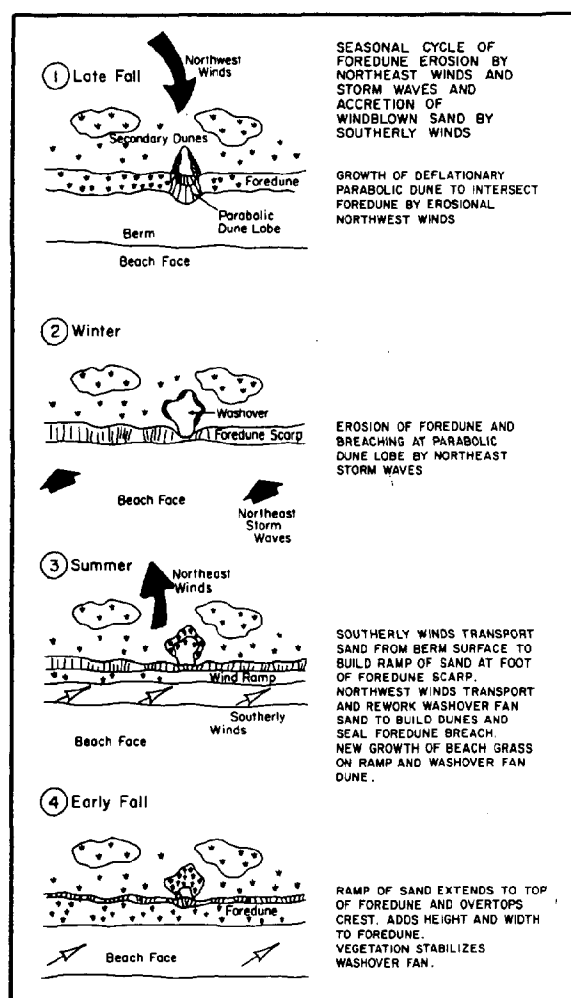 SEASONAL CYCLE OF
FOREDUNE EROSION BY
NORTHEAST WINDS AND
STORM WAVES AND
ACCRETION OF
WINDBLOWN SAND BY
SOUTHERLY WINDS
1 Late Fall
Northwest
Winds
Secondary Dunes
Foredune
Parabolic
Dune Lobe
Berm
Beach Face
GROWTH OF DEFLATIONARY
PARABOLIC DUNE TO INTERSECT
FOREDUNE BY EROSIONAL
NORTHWEST WINDS
2 Winter
Washover
Foredune Scarp
Beach Face
Northeast
Storm
Waves
EROSION OF FOREDUNE AND
BREACHING AT PARABOLIC
DUNE LOBE BY NORTHEAST
STORM WAVES
3 Summer
Northeast
Winds
Wind Ramp
Southerly
Winds
Beach Face
SOUTHERLY WINDS TRANSPORT
SAND FROM BERM SURFACE TO
BUILD RAMP OF SAND AT FOOT
OF FOREDUNE SCARP.
NORTHWEST WINDS TRANSPORT
AND REWORK WASHOVER FAN
SAND TO BUILD DUNES AND
SEAL FOREDUNE BREACH.
NEW GROWTH OF BEACH GRASS
ON RAMP AND WASHOVER FAN
DUNE.
4 Early Fall
Foredune
Beach Face
RAMP OF SAND EXTENDS TO TOP
OF FOREDUNE AND OVERTOPS
CREST. ADDS HEIGHT AND WIDTH
TO FOREDUNE.
VEGETATION STABILIZES
WASHOVER FAN.